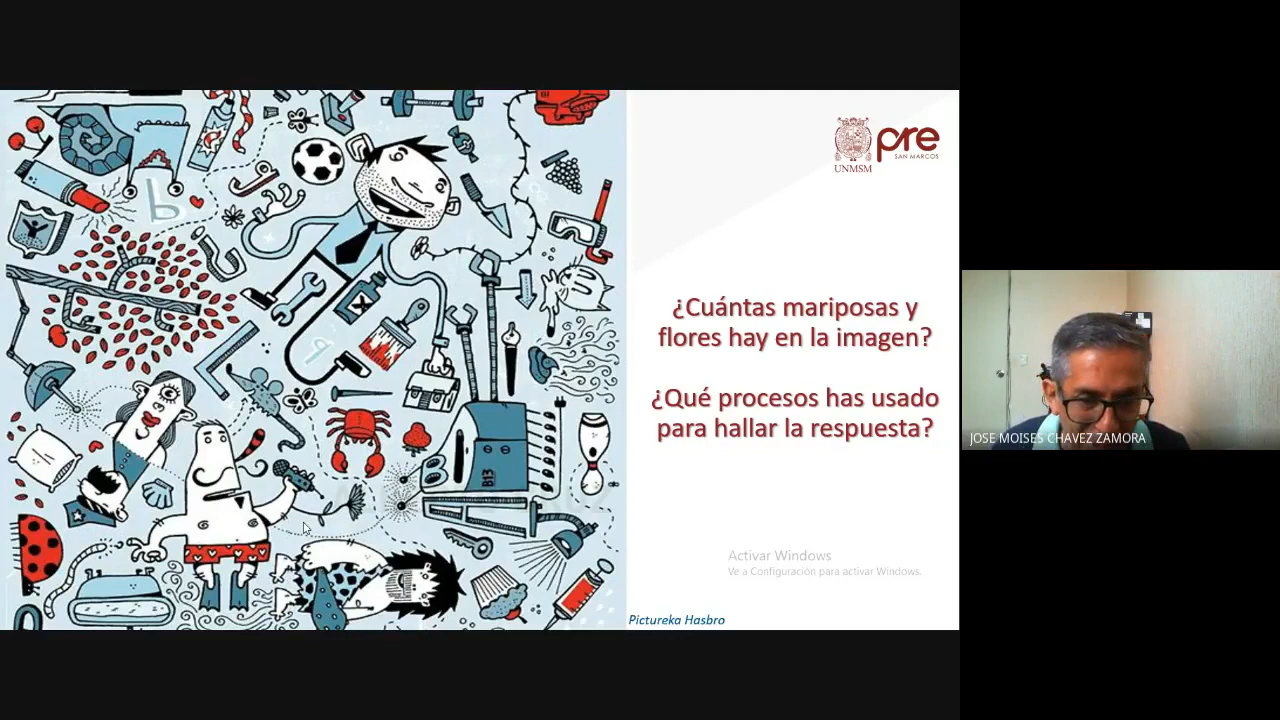 pre
SAN MARCOS
UNMSM
¿Cuántas mariposas y
flores hay en la imagen?
¿Qué procesos has usado
para hallar la respuesta?
B13
Activar Windows
Ve a Configuración para activar Windows.
Pictureka Hasbro
JOSE MOISES CHAVEZ ZAMORA